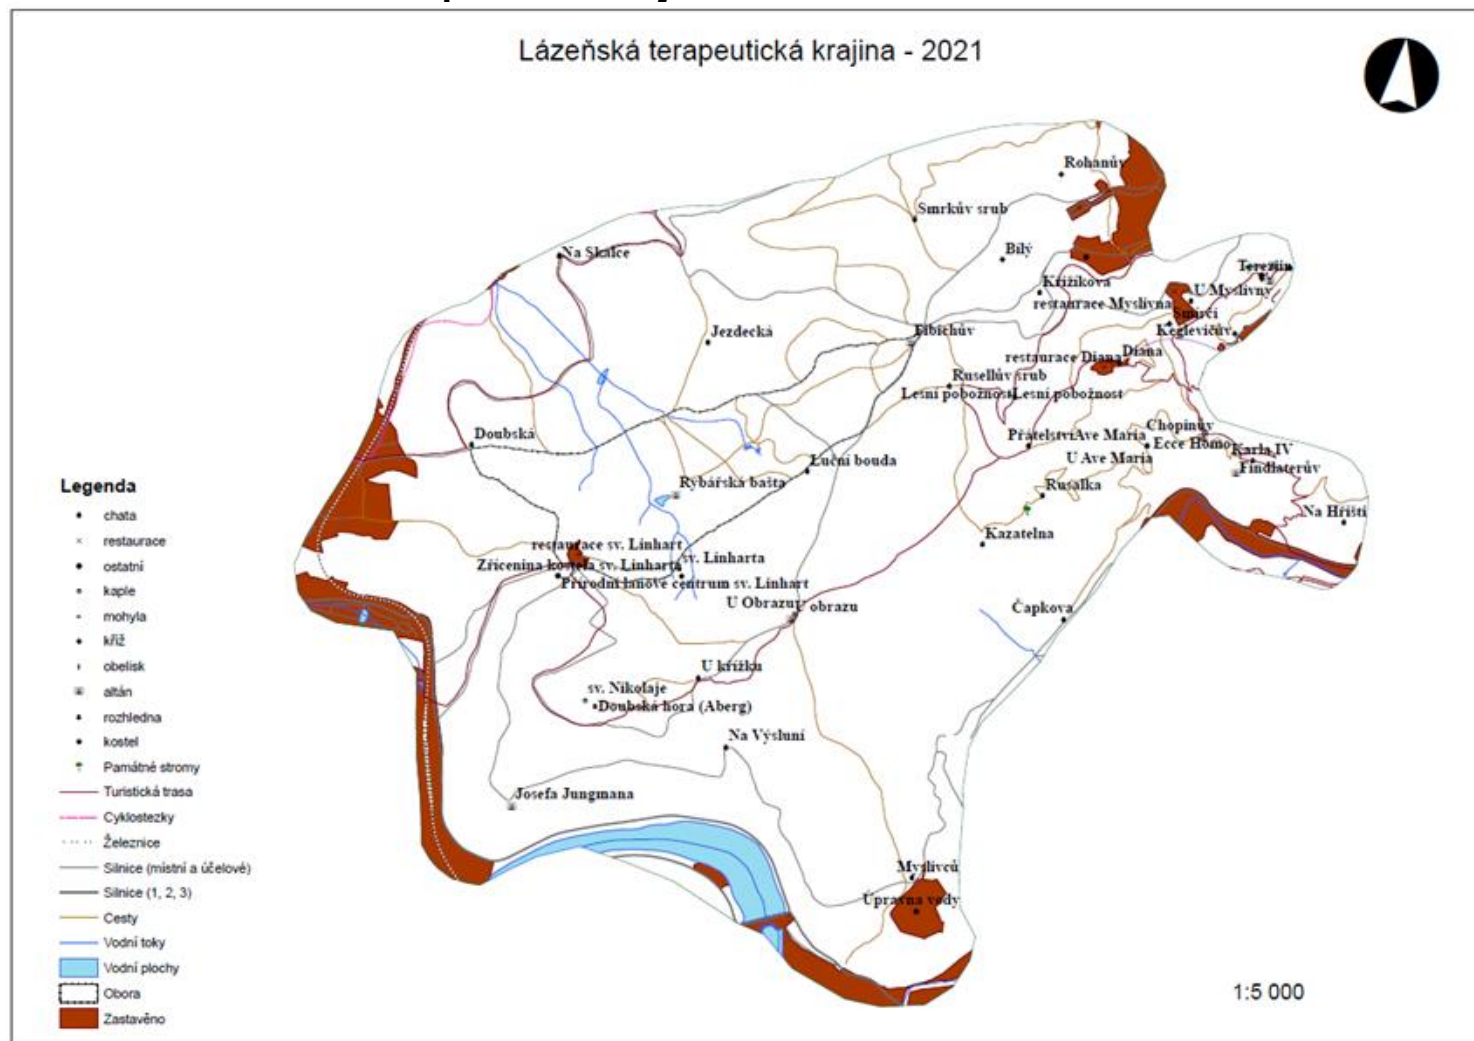 Lázeňská terapeutická krajina - 2021
Rohanův
Smrkův srub
Bílý
Na Skalce
Křížikova
restaurace Myslivna
U Myslivny
Smrčí
Keglevičův
Fibichův
Jezdecká
restaurace Diana
Diana
Rusellův srub
Lesní pobožnost
Lesní pobožnost
Chopinův
Přátelství
Ave Maria
Ecce Homo
Karla IV
Findlaterův
U Ave Maria
Doubská
Luční bouda
Rybářská bašta
Rusalka
Na Hřišti
Kazatelna
restaurace sv. Linhart
Zřícenina kostela sv. Linharta
sv. Linharta
Přírodní lanové centrum sv. Linhart
U Obrazu
U obrazu
Čapkova
U křížku
sv. Nikolaje
Doubská hora (Aberg)
Na Výsluní
Josefa Jungmana
Myslivců
Úpravna vody
Legenda
chata
restaurace
ostatní
kaple
mohyla
kříž
obelisk
altán
rozhledna
kostel
Památné stromy
Turistická trasa
Cyklostezky
Železnice
Silnice (místní a účelové)
Silnice (1, 2, 3)
Cesty
Vodní toky
Vodní plochy
Obora
Zastavěno
1:5 000